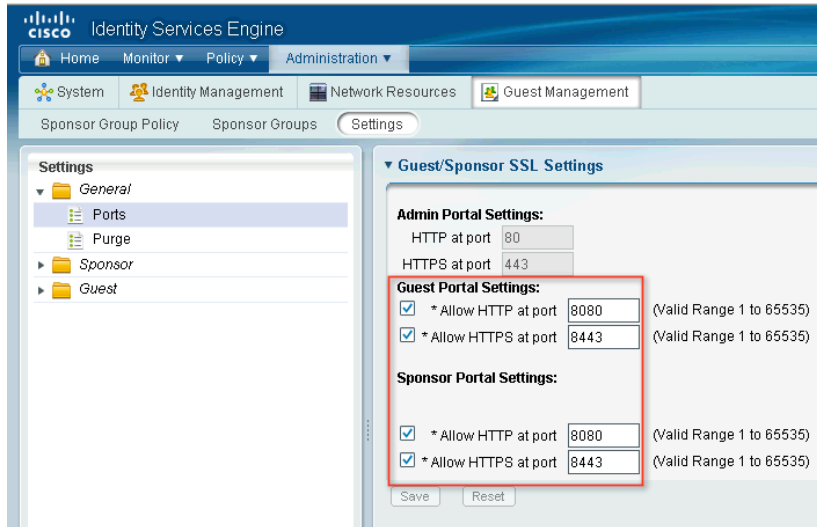 cisco Identity Services Engine
Home Monitor ▼ Policy ▼ Administration ▼
System Identity Management Network Resources Guest Management
Sponsor Group Policy Sponsor Groups Settings
Settings
General
Ports
Purge
Sponsor
Guest
Guest/Sponsor SSL Settings
Admin Portal Settings:
HTTP at port 80
HTTPS at port 443
Guest Portal Settings:
* Allow HTTP at port 8080 (Valid Range 1 to 65535)
* Allow HTTPS at port 8443 (Valid Range 1 to 65535)
Sponsor Portal Settings:
* Allow HTTP at port 8080 (Valid Range 1 to 65535)
* Allow HTTPS at port 8443 (Valid Range 1 to 65535)
Save Reset